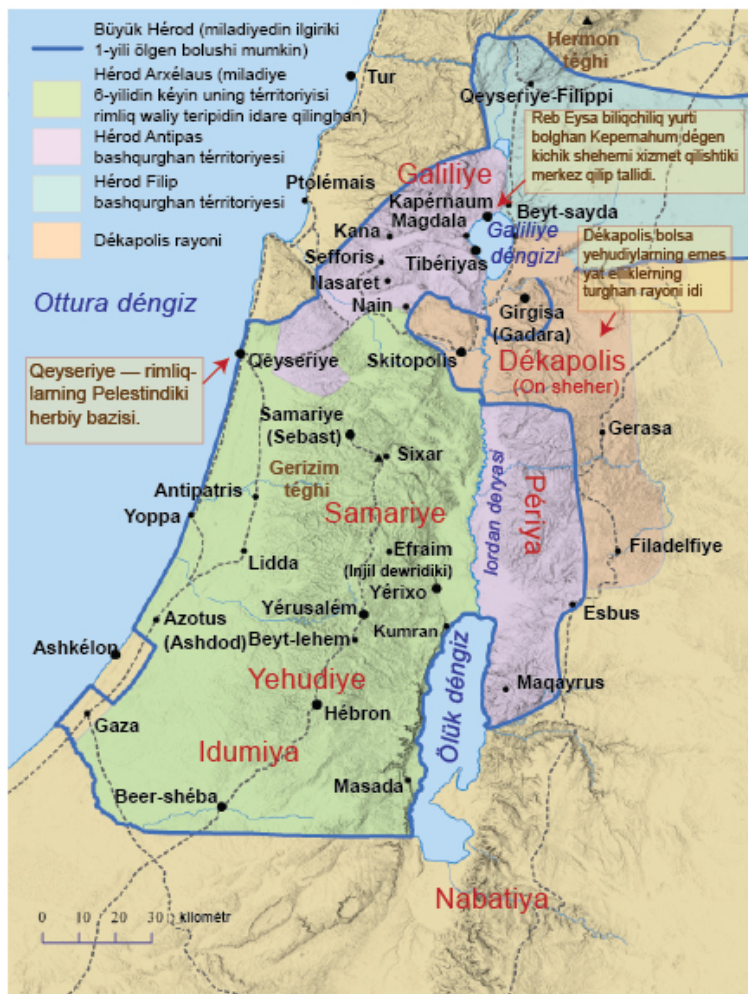 Büyük Hérod (miladiyedin ilgiriki
1-yili ölgen bolushi mumkin)
Hérod Arxélaus (miladiye
6-yilidin kéyin uning térritoriyisi
rimliq waliy teripidin idare qilinghan)
Hérod Antipas
bashqurghan térritoriyesi
Hérod Filip
bashqurghan térritoriyesi
Dékapolis rayoni
Hermon
tëghi
Tur
Qeyseriye-Filippi
Reb Eysa biliqchiliq yurti
bolghan Kepernahum dégen
kichik sheherni xizmet qilishtiki
merkez qilip tallidi.
Ptolémais
Galiliye
Kapérnaum
Magdala
Beyt-sayda
Kana
Galiliye
déngizi
Sefforis
Tibériyas
Dékapolis bolsa
yehudiylarning emes
yat elliklerning
turghan rayoni idi
Nasaret
Nain
Girgisa
(Gadara)
Ottura déngiz
Qeyseriye
Skitopolis
Dékapolis
(On sheher)
Qeyseriye — rimliq-
larning Pelestindiki
herbiy bazisi.
Samariye
(Sebast)
Sixar
Gerasa
Gerizim
tëghi
Antipatris
Samariye
Périya
Iordan deryasi
Yoppa
Lidda
Efraim
(Injil dewridiki)
Filadelfiye
Yérixo
Yérusalém
Esbus
Azotus
(Ashdod)
Beyt-lehem
Kumran
Ashkélon
Yehudiye
Maqayrus
Hébron
Gaza
Ölük déngiz
Idumiya
Masada
Beer-shéba
Nabatiya
0 10 20 30 kilométr